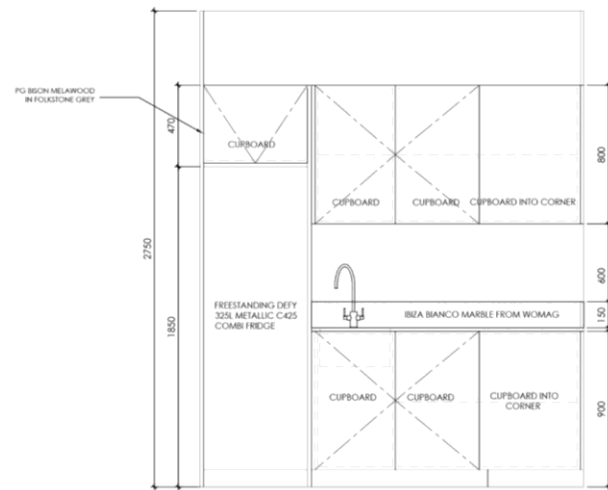 PG BISON MELAWOOD
IN FOLKSTONE GREY
470
CUPBOARD
800
CUPBOARD
CUPBOARD
CUPBOARD INTO CORNER
2750
600
FREESTANDING DEFY
325L METALLIC C425
COMBI FRIDGE
IBIZA BIANCO MARBLE FROM WOMAG
150
1850
CUPBOARD
CUPBOARD
CUPBOARD INTO
CORNER
900